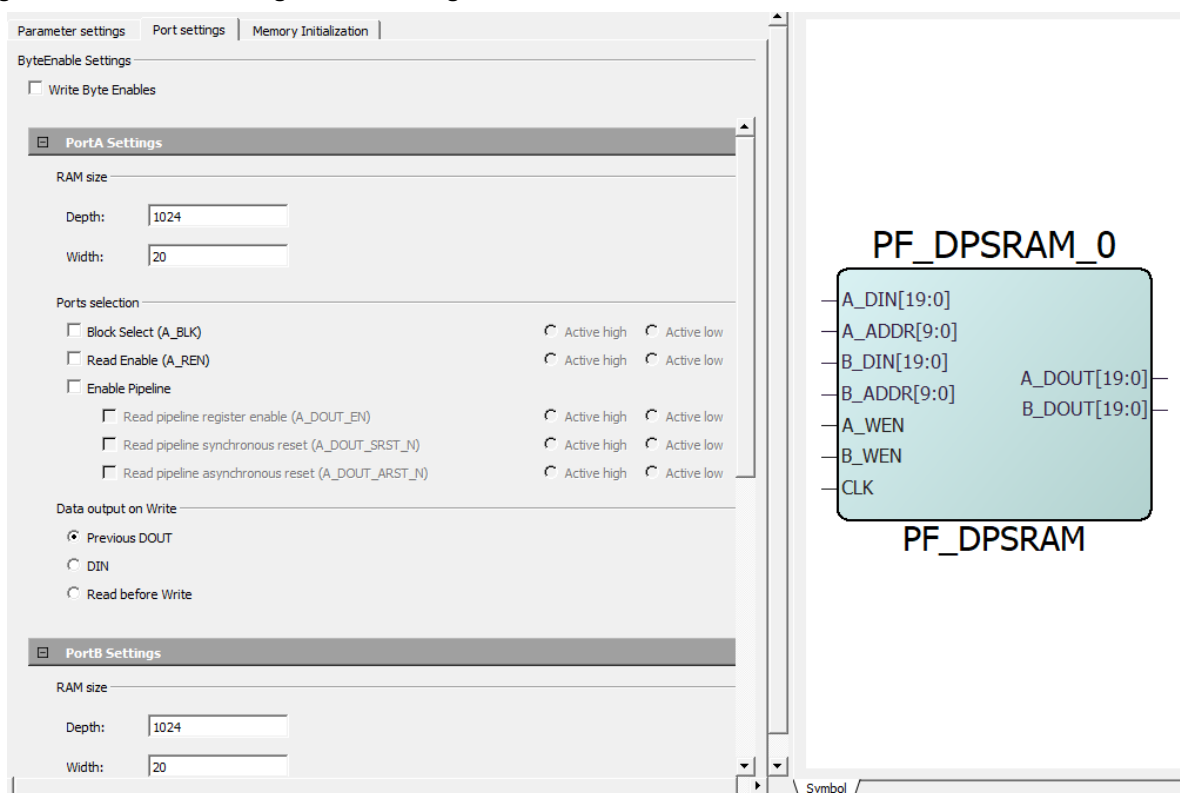 Parameter settings Port settings Memory Initialization
ByteEnable Settings
Write Byte Enables
PortA Settings
RAM size
Depth: 1024
Width: 20
Ports selection
Block Select (A_BLK) Active high Active low
Read Enable (A_REN) Active high Active low
Enable Pipeline
Read pipeline register enable (A_DOUT_EN) Active high Active low
Read pipeline synchronous reset (A_DOUT_SRST_N) Active high Active low
Read pipeline asynchronous reset (A_DOUT_ARST_N) Active high Active low
Data output on Write
Previous DOUT
DIN
Read before Write
PortB Settings
RAM size
Depth: 1024
Width: 20
PF_DPSRAM_0
A_DIN[19:0]
A_ADDR[9:0]
B_DIN[19:0]
B_ADDR[9:0]
A_WEN
B_WEN
CLK
A_DOUT[19:0]
B_DOUT[19:0]
PF_DPSRAM
Symbol